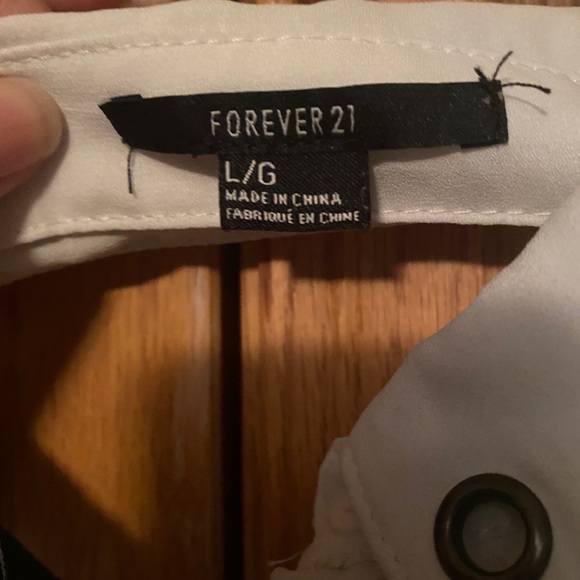 FOREVER 21
L/G
MADE IN CHINA
FABRIQUÉ EN CHINE